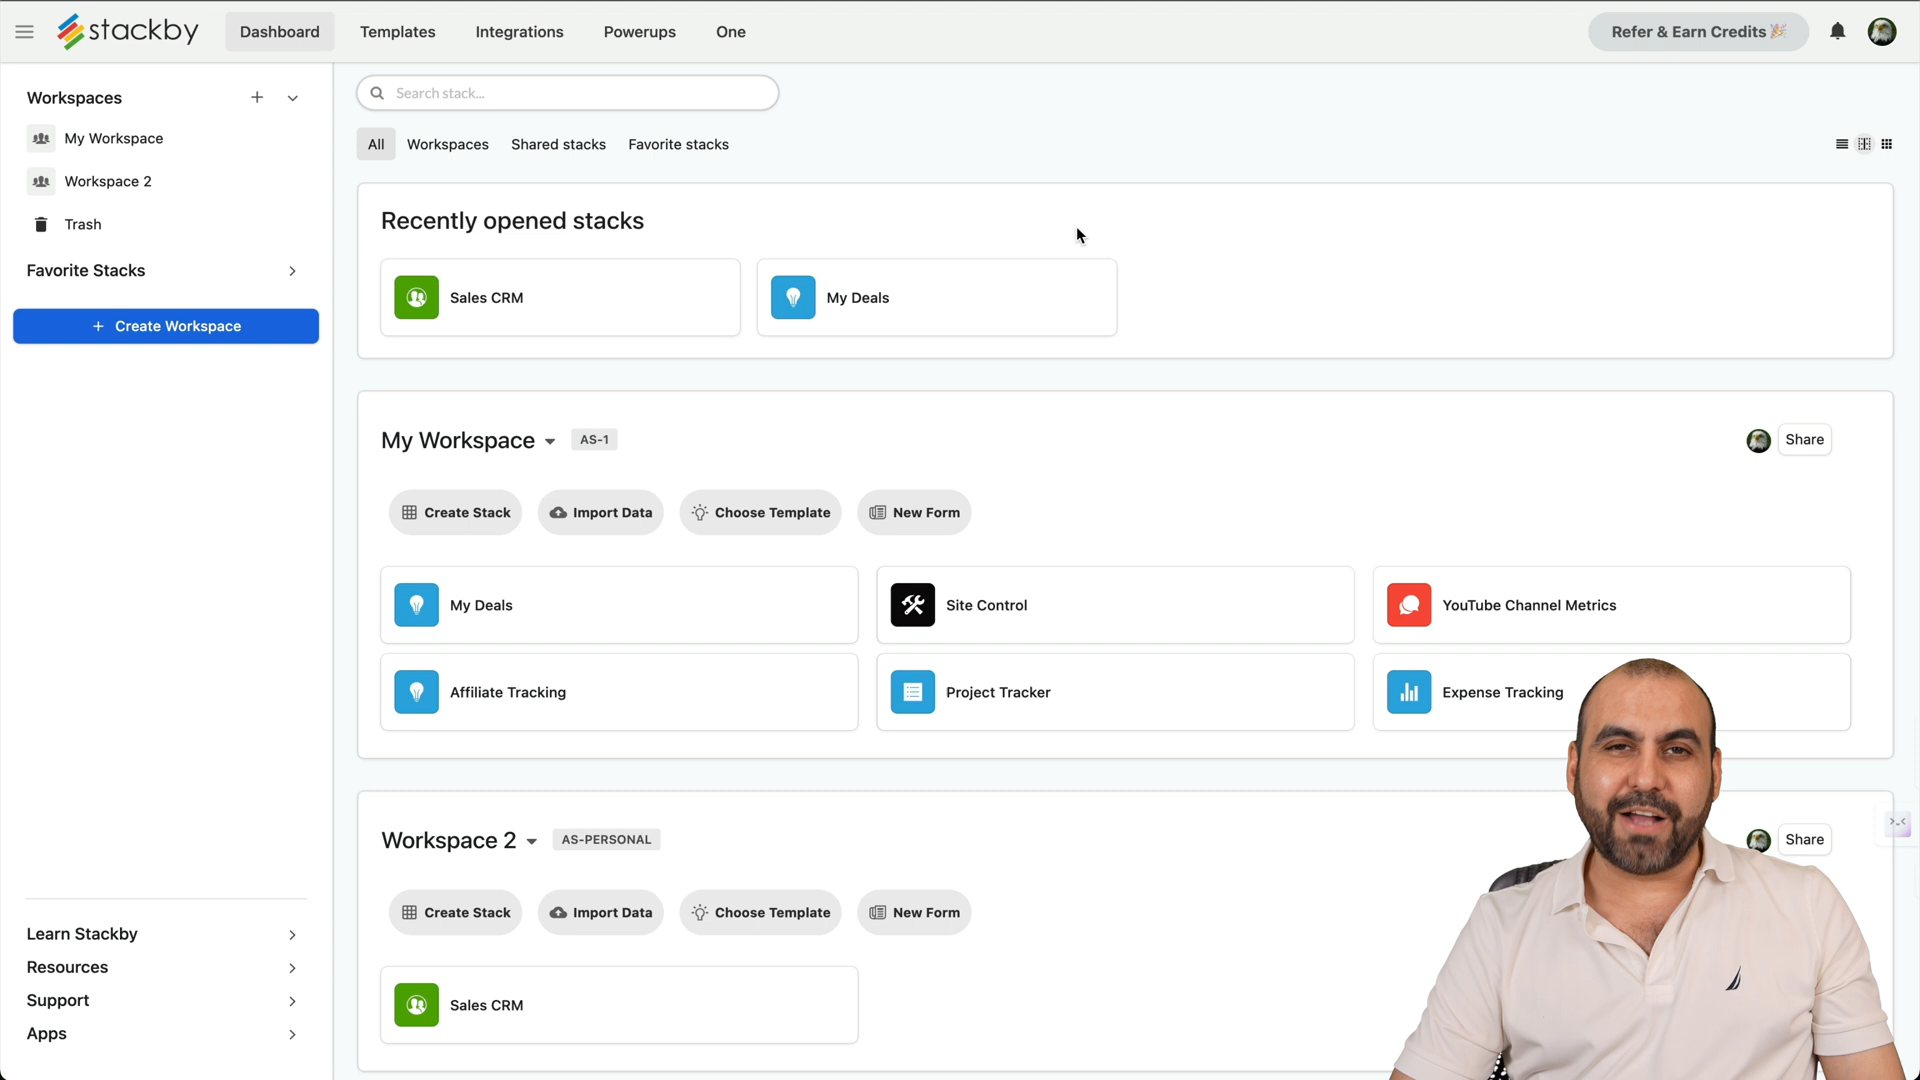 stackby
Dashboard
Templates
Integrations
Powerups
One
Refer & Earn Credits 🎉
Workspaces
My Workspace
Workspace 2
Trash
Favorite Stacks
+ Create Workspace
Learn Stackby
Resources
Support
Apps
Search stack...
All
Workspaces
Shared stacks
Favorite stacks
Recently opened stacks
Sales CRM
My Deals
My Workspace
AS-1
Share
Create Stack
Import Data
Choose Template
New Form
My Deals
Site Control
YouTube Channel Metrics
Affiliate Tracking
Project Tracker
Expense Tracking
Workspace 2
AS-PERSONAL
Share
Create Stack
Import Data
Choose Template
New Form
Sales CRM